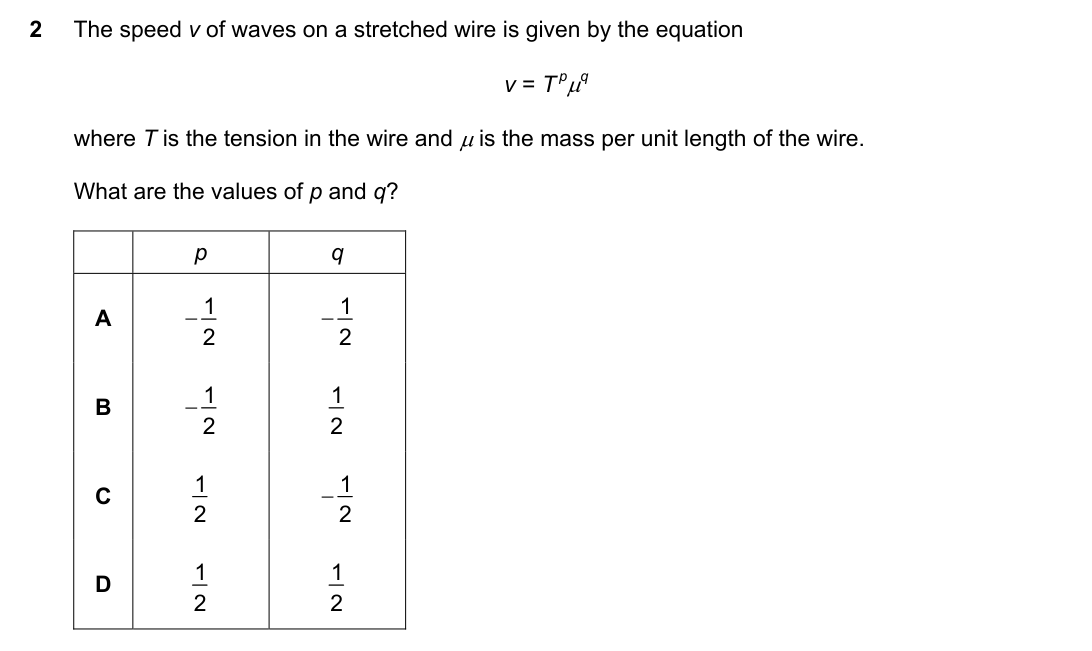 2 The speed v of waves on a stretched wire is given by the equation
v = Tᵖμ^q
where T is the tension in the wire and μ is the mass per unit length of the wire.
What are the values of p and q?
p q
A −1/2 −1/2
B −1/2 1/2
C 1/2 −1/2
D 1/2 1/2